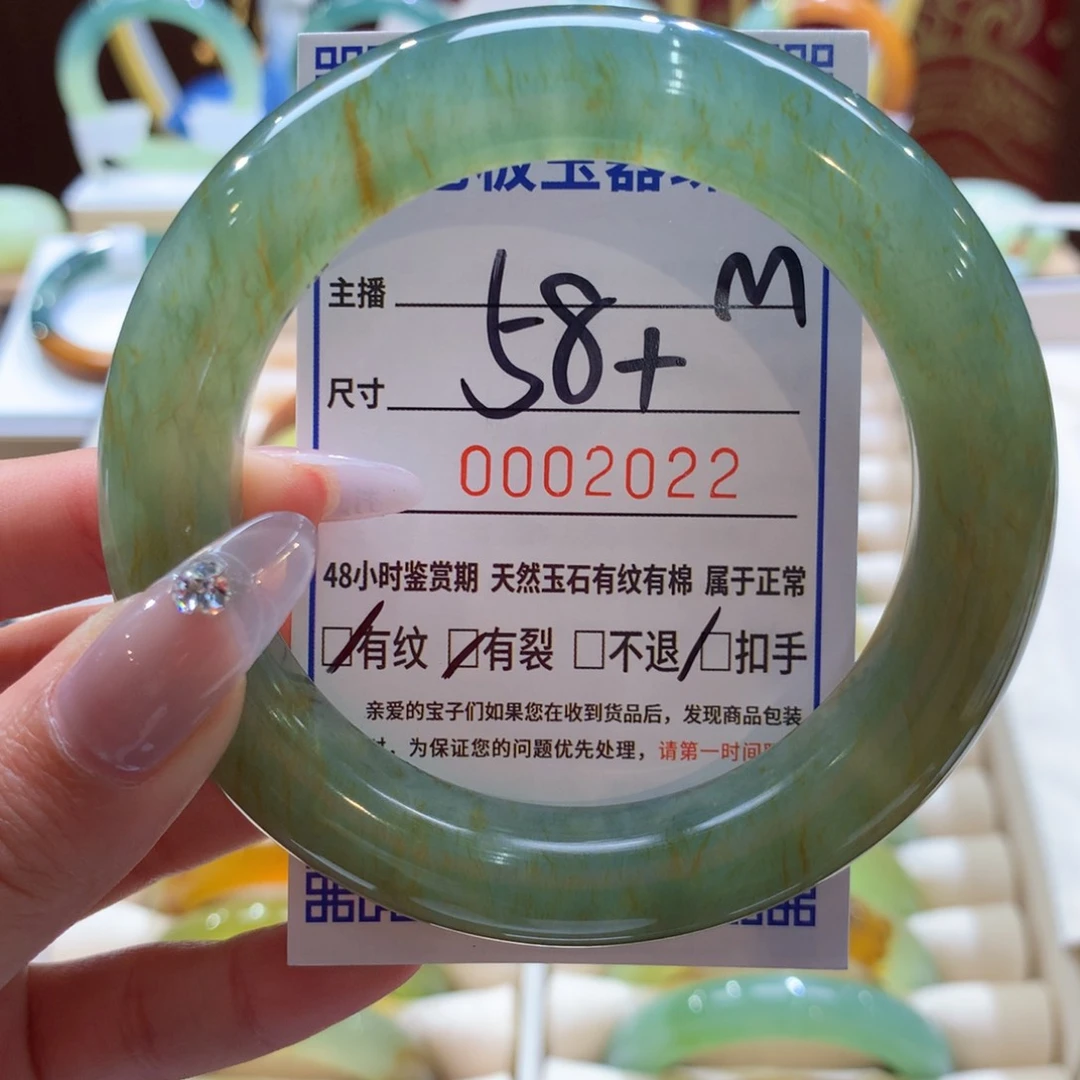 板玉器
主播 M
尺寸 58+
0002022
48小时鉴赏期 天然玉石有纹有棉 属于正常
□有纹 □有裂 □不退 □扣手
亲爱的宝子们如果您在收到货品后，发现商品包装
，为保证您的问题优先处理，请第一时间